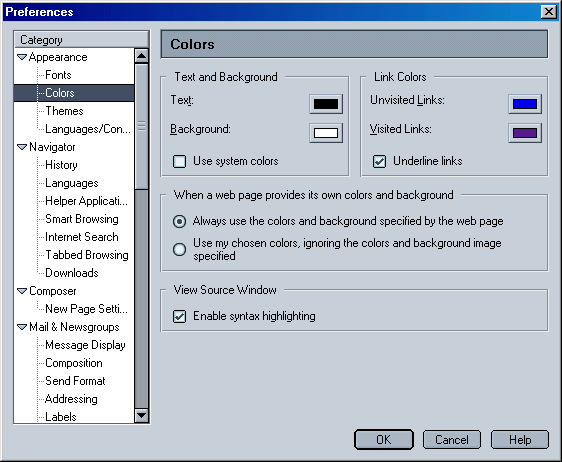 Preferences
Category
Appearance
Fonts
Colors
Themes
Languages/Con...
Navigator
History
Languages
Helper Applicati...
Smart Browsing
Internet Search
Tabbed Browsing
Downloads
Composer
New Page Setti...
Mail & Newsgroups
Message Display
Composition
Send Format
Addressing
Labels
Colors
Text and Background
Text:
Background:
Use system colors
Link Colors
Unvisited Links:
Visited Links:
Underline links
When a web page provides its own colors and background
Always use the colors and background specified by the web page
Use my chosen colors, ignoring the colors and background image
specified
View Source Window
Enable syntax highlighting
OK
Cancel
Help